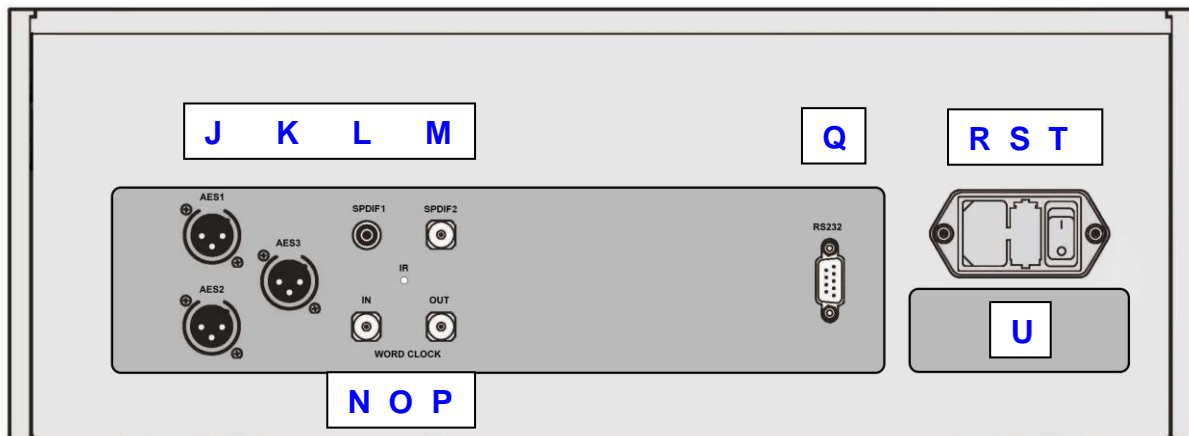 J K L M
Q
R S T
AES1
SPDIF1 SPDIF2
RS232
AES3
IR
AES2
IN OUT
WORD CLOCK
U
N O P